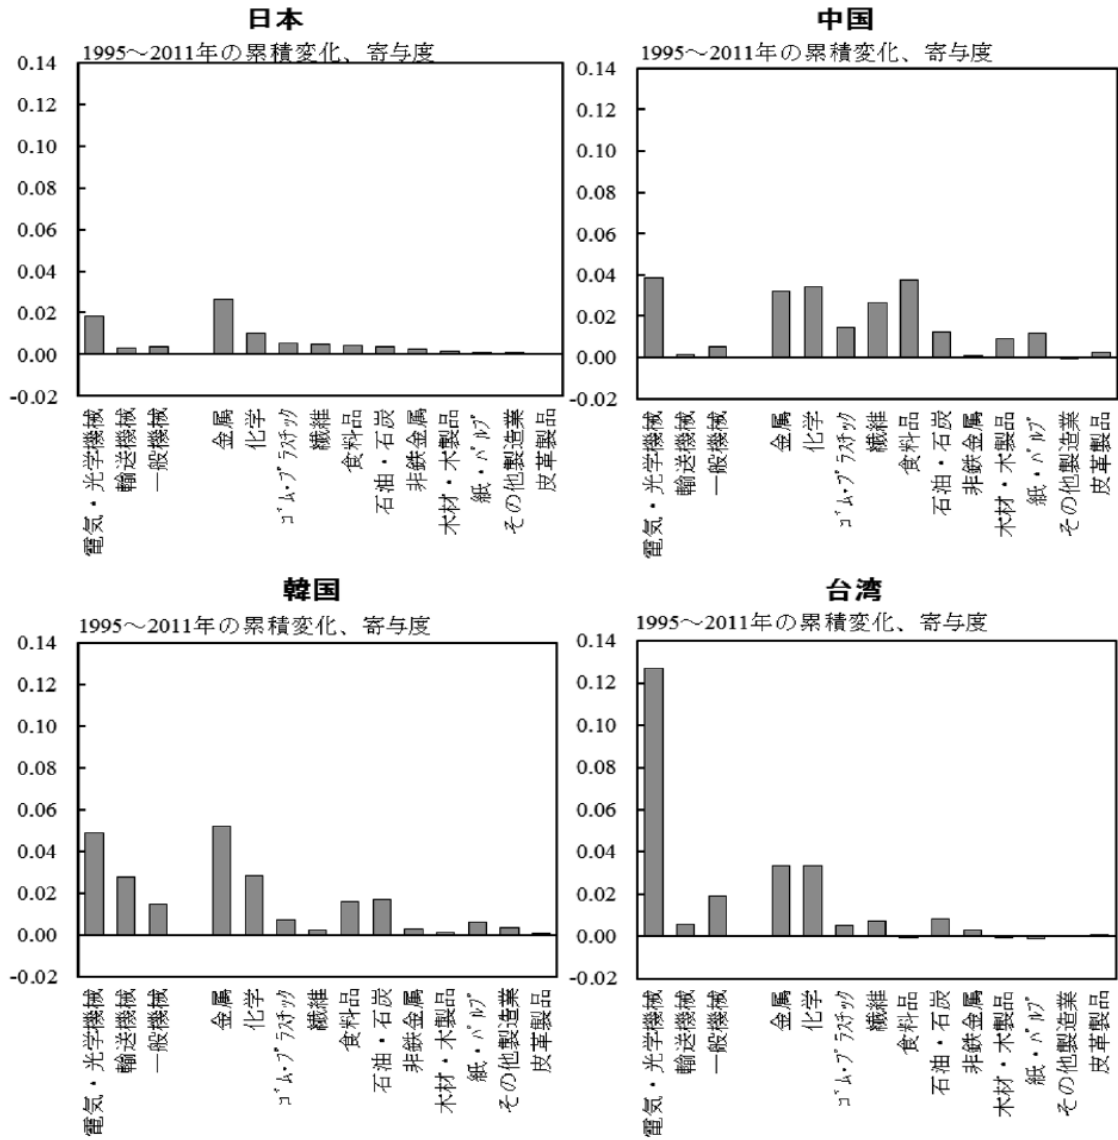 日本
1995～2011年の累積変化、寄与度
0.14
0.12
0.10
0.08
0.06
0.04
0.02
0.00
-0.02
電気・光学機械
輸送機械
一般機械
金属
化学
ｺﾞﾑ・ﾌﾟﾗｽﾁｯｸ
繊維
食料品
石油・石炭
非鉄金属
木材・木製品
紙・ﾊﾟﾙﾌﾟ
その他製造業
皮革製品
中国
1995～2011年の累積変化、寄与度
0.14
0.12
0.10
0.08
0.06
0.04
0.02
0.00
-0.02
電気・光学機械
輸送機械
一般機械
金属
化学
ｺﾞﾑ・ﾌﾟﾗｽﾁｯｸ
繊維
食料品
石油・石炭
非鉄金属
木材・木製品
紙・ﾊﾟﾙﾌﾟ
その他製造業
皮革製品
韓国
1995～2011年の累積変化、寄与度
0.14
0.12
0.10
0.08
0.06
0.04
0.02
0.00
-0.02
電気・光学機械
輸送機械
一般機械
金属
化学
ｺﾞﾑ・ﾌﾟﾗｽﾁｯｸ
繊維
食料品
石油・石炭
非鉄金属
木材・木製品
紙・ﾊﾟﾙﾌﾟ
その他製造業
皮革製品
台湾
1995～2011年の累積変化、寄与度
0.14
0.12
0.10
0.08
0.06
0.04
0.02
0.00
-0.02
電気・光学機械
輸送機械
一般機械
金属
化学
ｺﾞﾑ・ﾌﾟﾗｽﾁｯｸ
繊維
食料品
石油・石炭
非鉄金属
木材・木製品
紙・ﾊﾟﾙﾌﾟ
その他製造業
皮革製品